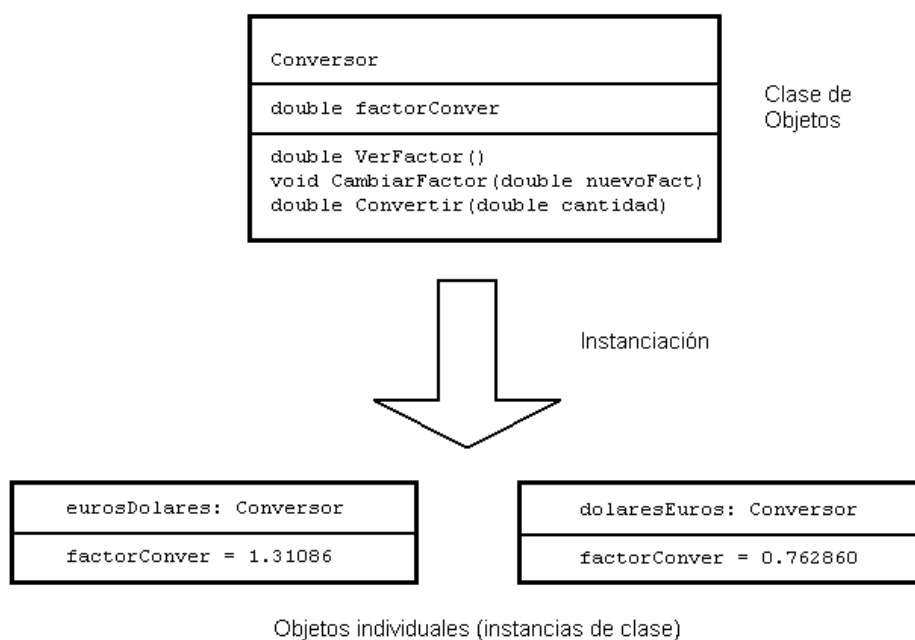 Conversor
double factorConver
double VerFactor()
void CambiarFactor(double nuevoFact)
double Convertir(double cantidad)
Clase de
Objetos
Instanciación
eurosDolares: Conversor
factorConver = 1.31086
dolaresEuros: Conversor
factorConver = 0.762860
Objetos individuales (instancias de clase)